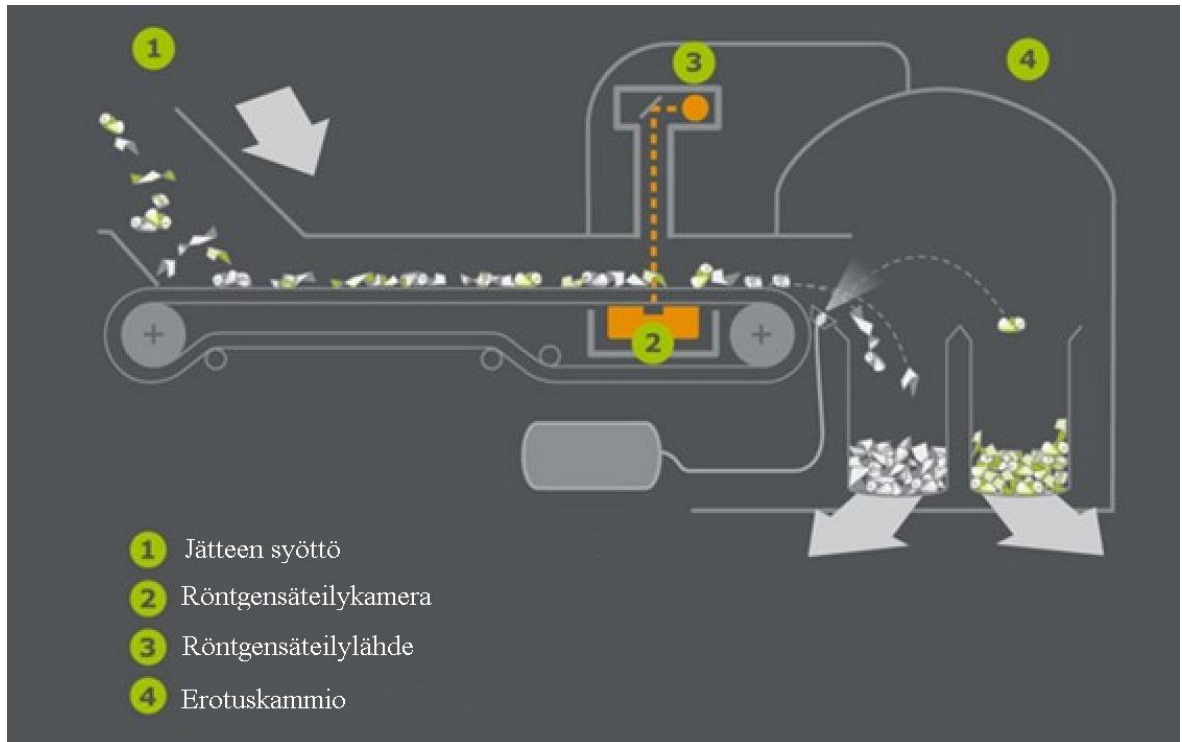 1
3
4
2
1 Jätteen syöttö
2 Röntgensäteilykamera
3 Röntgensäteilylähde
4 Erotuskammio